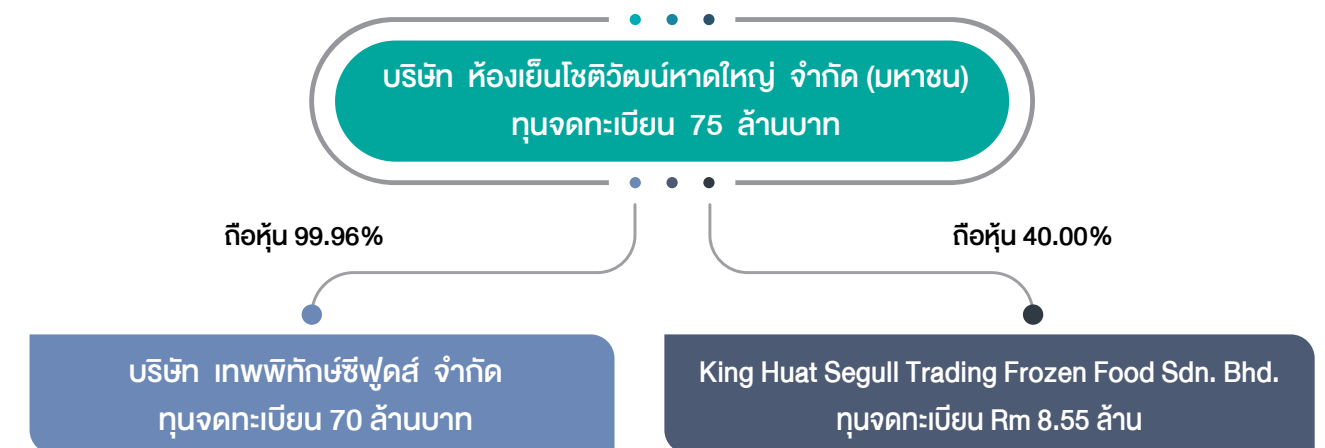 บริษัท ห้องเย็นโชติวัฒน์หาดใหญ่ จำกัด (มหาชน)
ทุนจดทะเบียน 75 ล้านบาท
ถือหุ้น 99.96%
ถือหุ้น 40.00%
บริษัท เทพพิทักษ์ซีฟูดส์ จำกัด
ทุนจดทะเบียน 70 ล้านบาท
King Huat Segull Trading Frozen Food Sdn. Bhd.
ทุนจดทะเบียน Rm 8.55 ล้าน